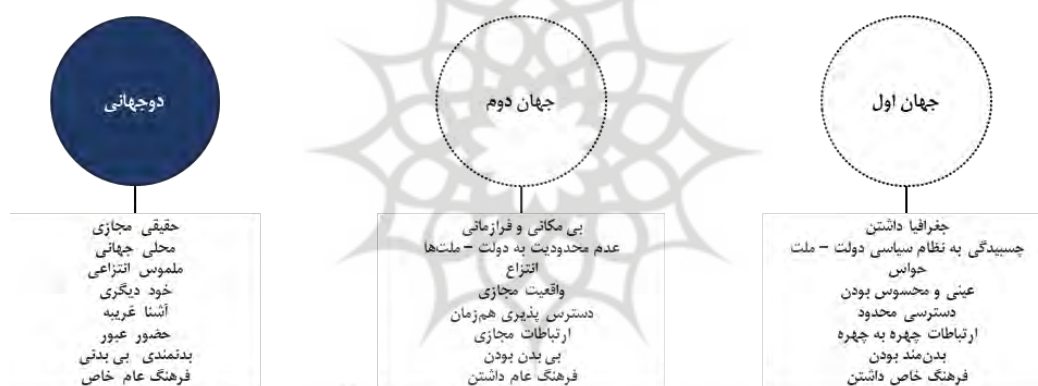 جهان اول
جغرافیا داشتن
چسبیدگی به نظام سیاسی دولت – ملت
حواس
عینی و محسوس بودن
دسترسی محدود
ارتباطات چهره به چهره
بدن‌مند بودن
فرهنگ خاص داشتن
جهان دوم
بی مکانی و فرازمانی
عدم محدودیت به دولت – ملت‌ها
انتزاع
واقعیت مجازی
دسترس پذیری هم‌زمان
ارتباطات مجازی
بی بدن بودن
فرهنگ عام داشتن
دوجهانی
حقیقی مجازی
محلی جهانی
ملموس انتزاعی
خود دیگری
آشنا غریبه
حضور عبور
بدنمندی بی بدنی
فرهنگ عام خاص